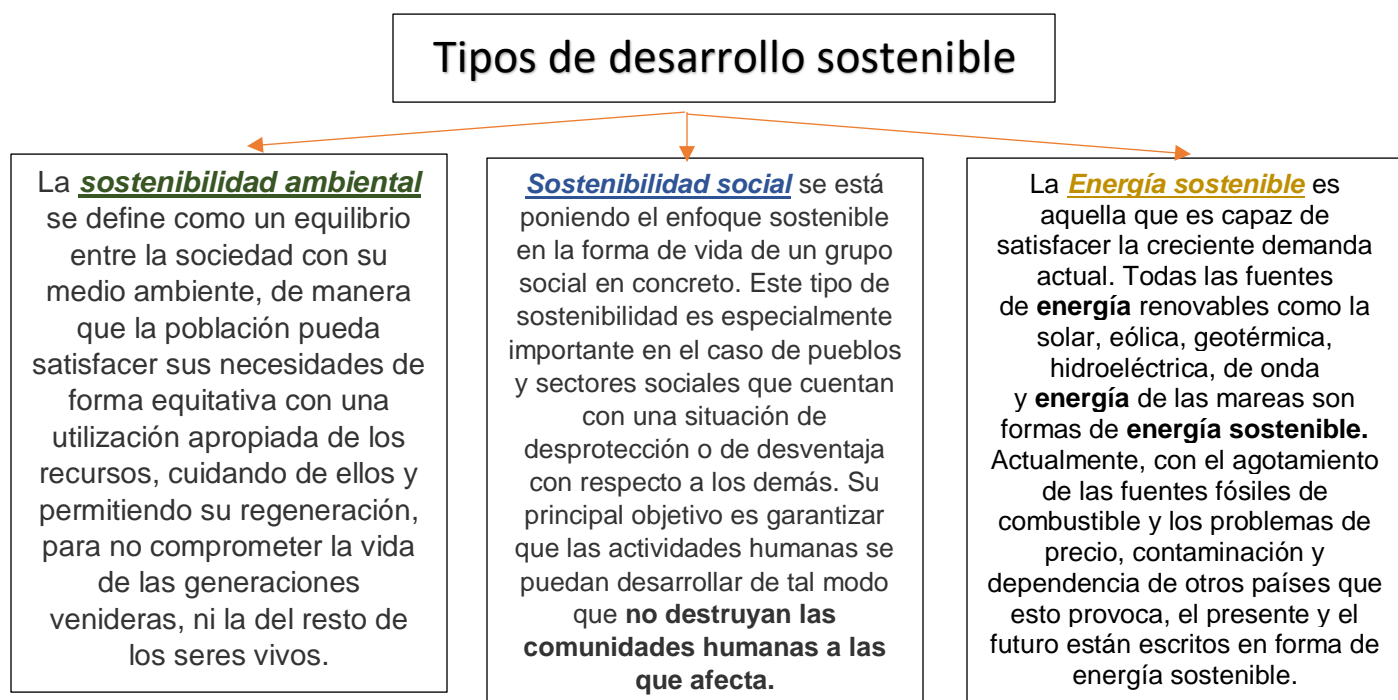 Tipos de desarrollo sostenible
La sostenibilidad ambiental
se define como un equilibrio
entre la sociedad con su
medio ambiente, de manera
que la población pueda
satisfacer sus necesidades de
forma equitativa con una
utilización apropiada de los
recursos, cuidando de ellos y
permitiendo su regeneración,
para no comprometer la vida
de las generaciones
venideras, ni la del resto de
los seres vivos.
Sostenibilidad social se está
poniendo el enfoque sostenible
en la forma de vida de un grupo
social en concreto. Este tipo de
sostenibilidad es especialmente
importante en el caso de pueblos
y sectores sociales que cuentan
con una situación de
desprotección o de desventaja
con respecto a los demás. Su
principal objetivo es garantizar
que las actividades humanas se
puedan desarrollar de tal modo
que no destruyan las
comunidades humanas a las
que afecta.
La Energía sostenible es
aquella que es capaz de
satisfacer la creciente demanda
actual. Todas las fuentes
de energía renovables como la
solar, eólica, geotérmica,
hidroeléctrica, de onda
y energía de las mareas son
formas de energía sostenible.
Actualmente, con el agotamiento
de las fuentes fósiles de
combustible y los problemas de
precio, contaminación y
dependencia de otros países que
esto provoca, el presente y el
futuro están escritos en forma de
energía sostenible.